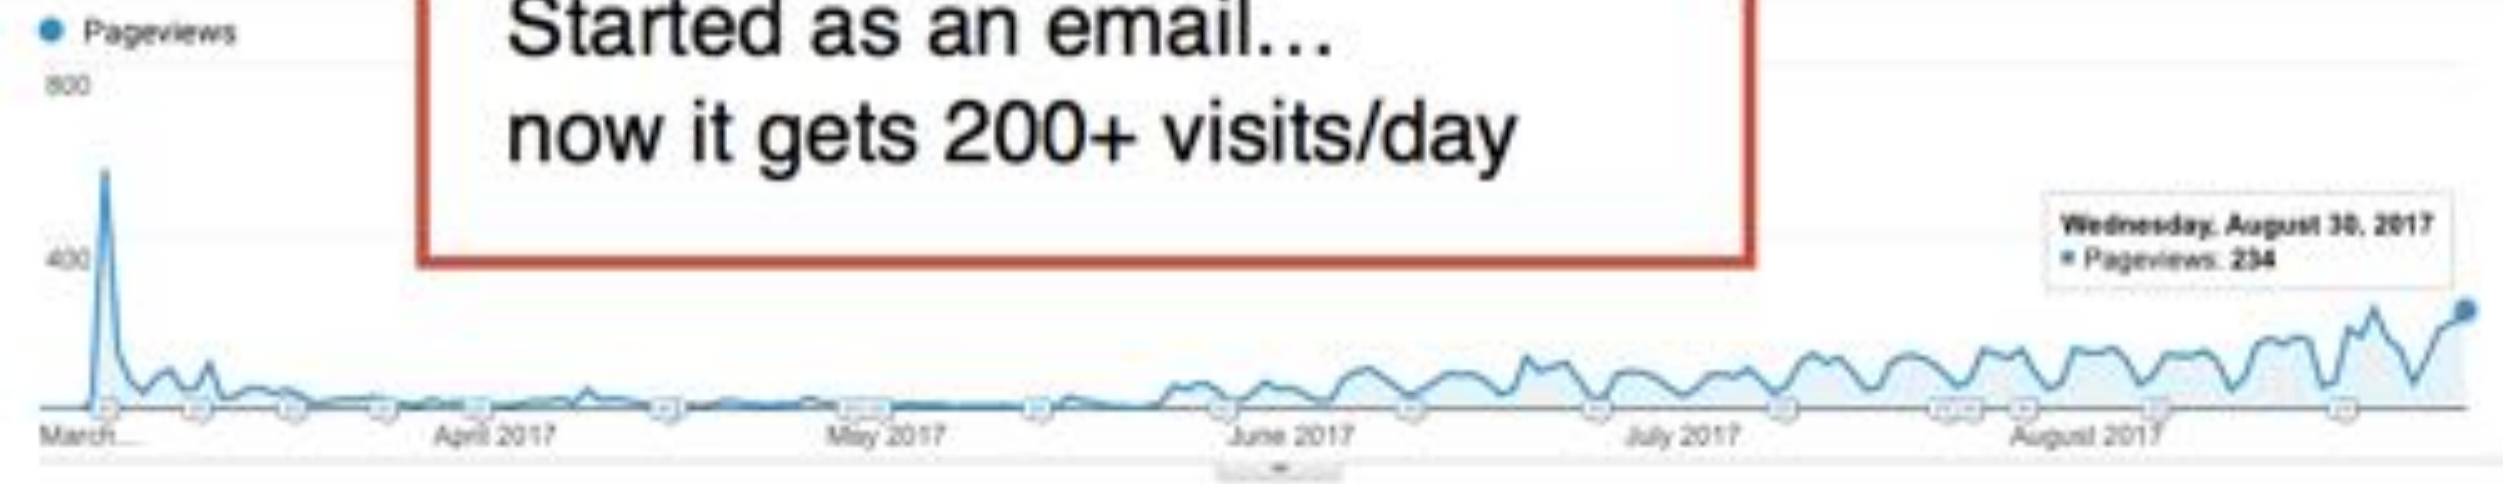 Started as an email...
now it gets 200+ visits/day
Pageviews
800
400
Wednesday, August 30, 2017
Pageviews: 234
March...
April 2017
May 2017
June 2017
July 2017
August 2017